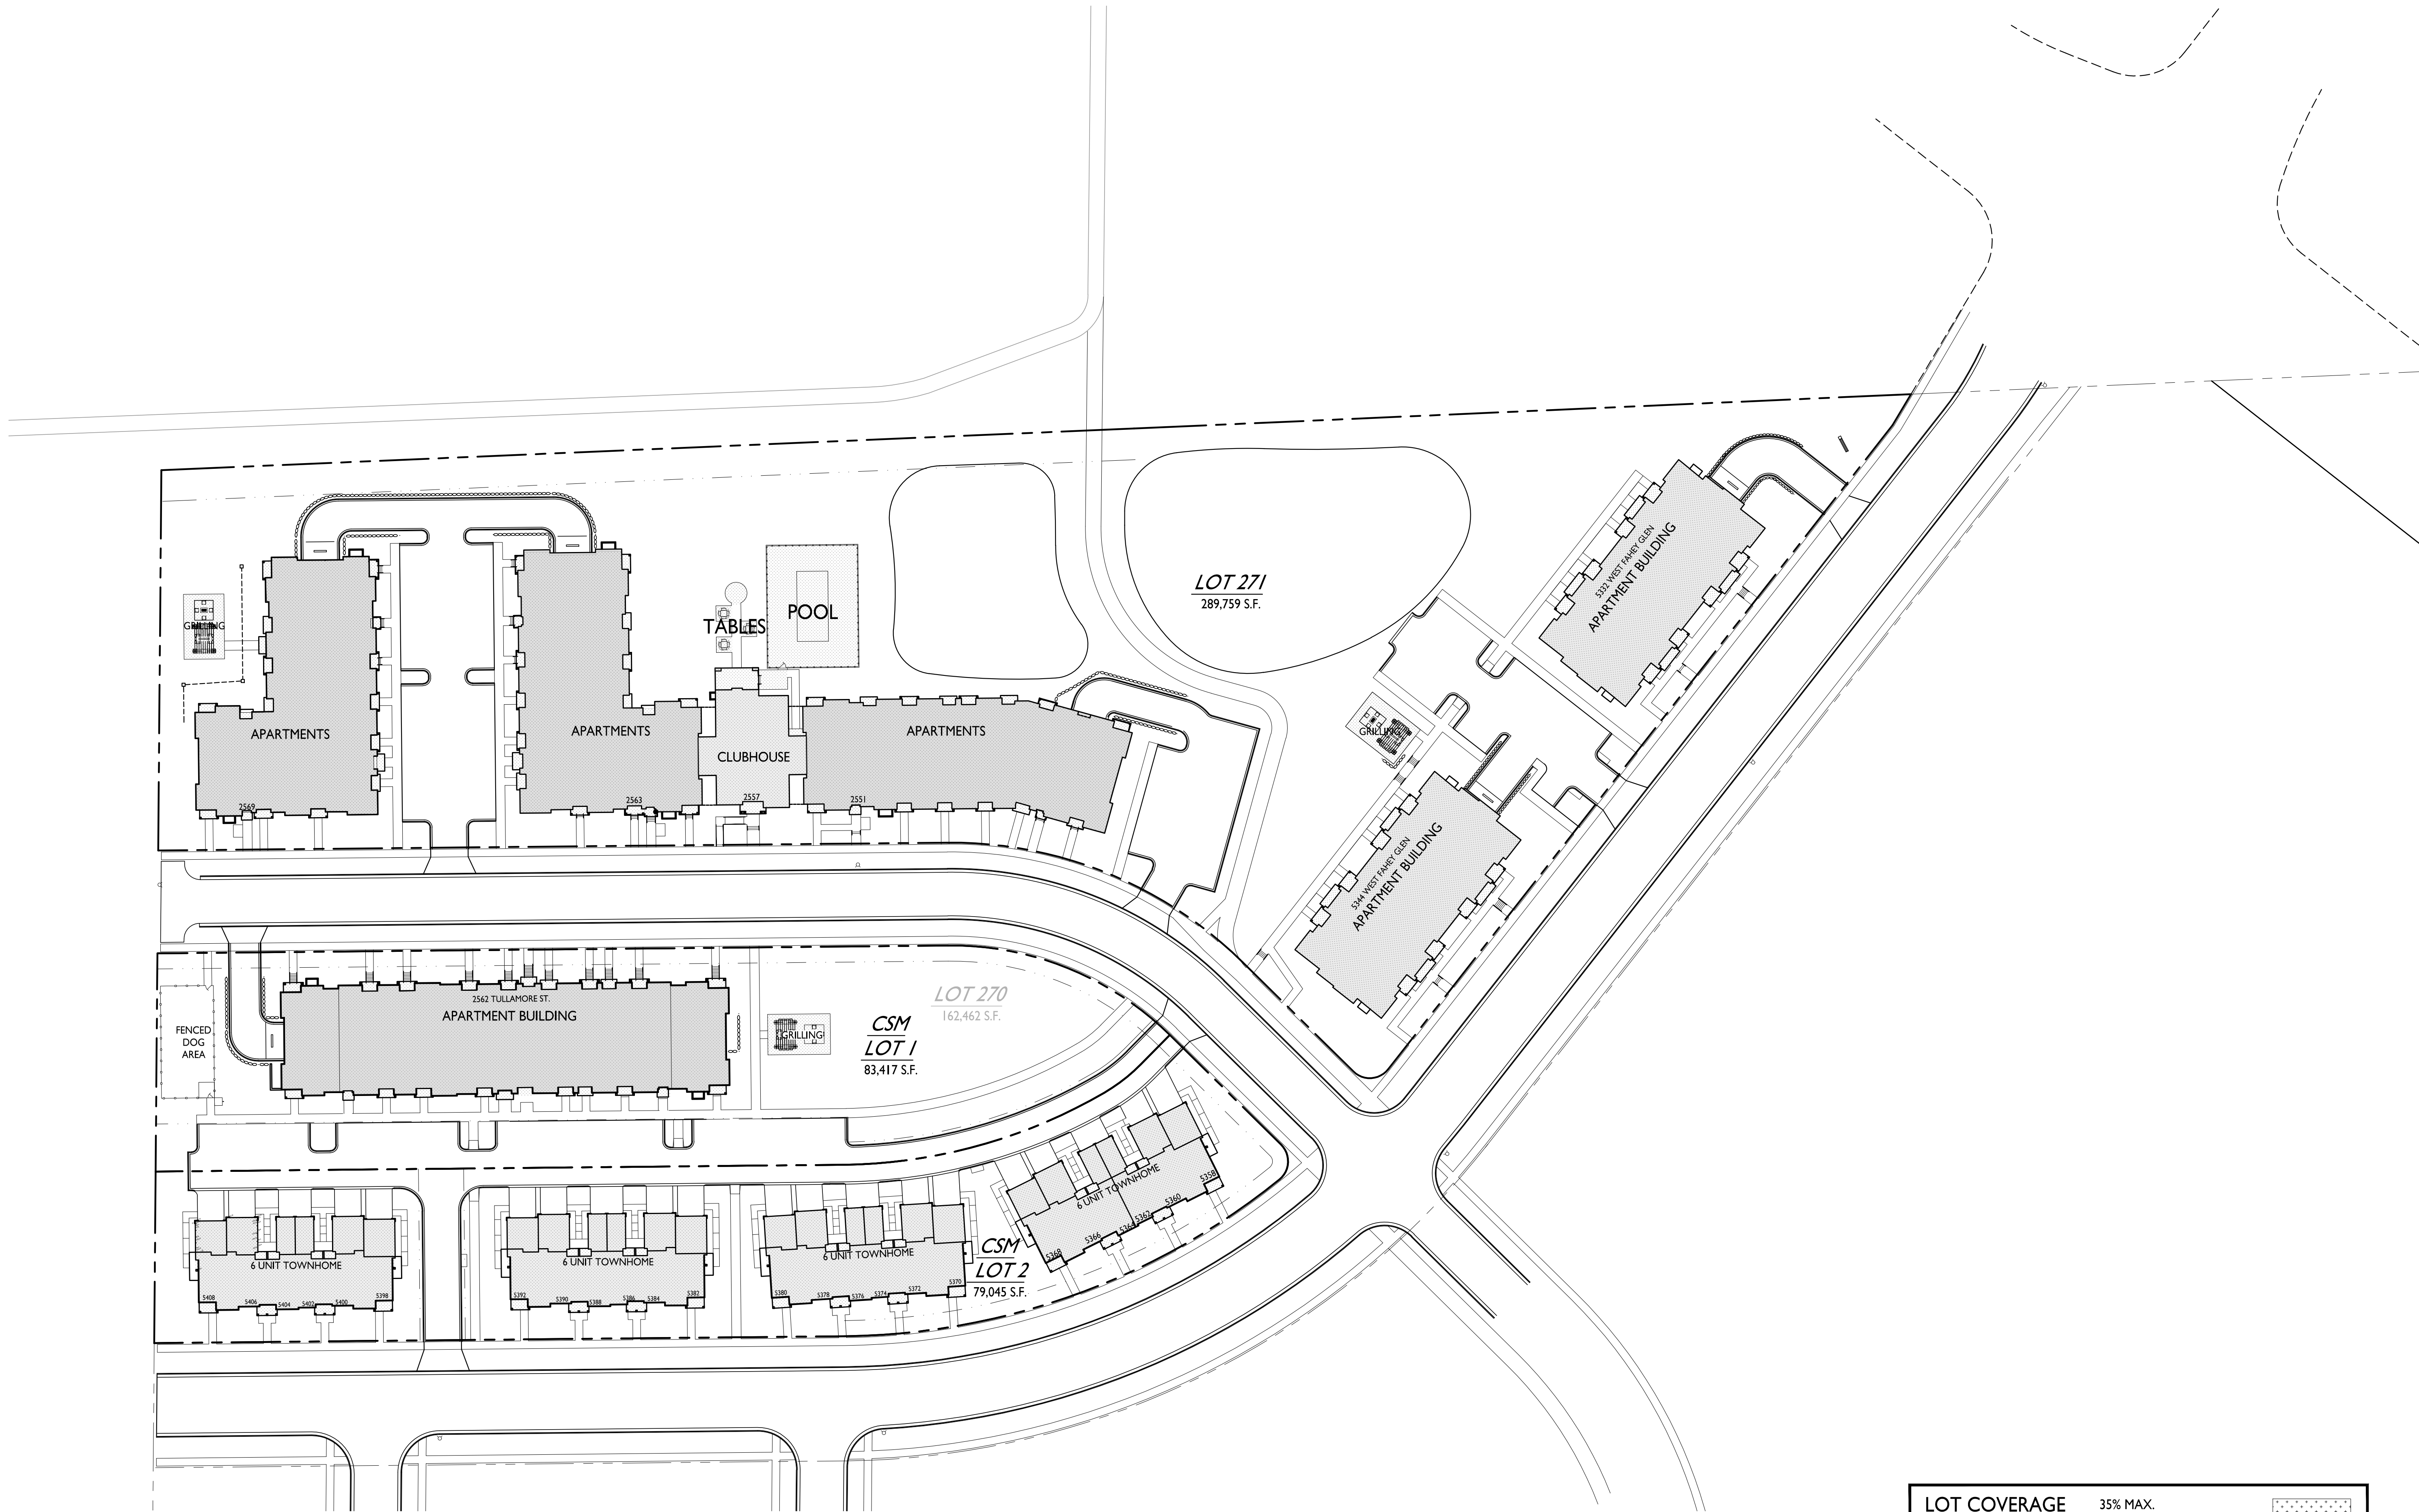 LOT 271
289,759 S.F.
5332 WEST FAHEY GLEN
APARTMENT BUILDING
GRILLING
TABLES
POOL
APARTMENTS
APARTMENTS
CLUBHOUSE
APARTMENTS
GRILLING
2569
2563
2557
2551
5344 WEST FAHEY GLEN
APARTMENT BUILDING
2562 TULLAMORE ST.
APARTMENT BUILDING
FENCED
DOG
AREA
GRILLING
LOT 270
162,462 S.F.
CSM
LOT 1
83,417 S.F.
6 UNIT TOWNHOME
5408
5406
5404
5402
5400
5398
6 UNIT TOWNHOME
5392
5390
5388
5386
5384
5382
6 UNIT TOWNHOME
5380
5378
5376
5374
5372
5370
6 UNIT TOWNHOME
5368
5366
5364
5362
5360
5358
CSM
LOT 2
79,045 S.F.
LOT COVERAGE 35% MAX.